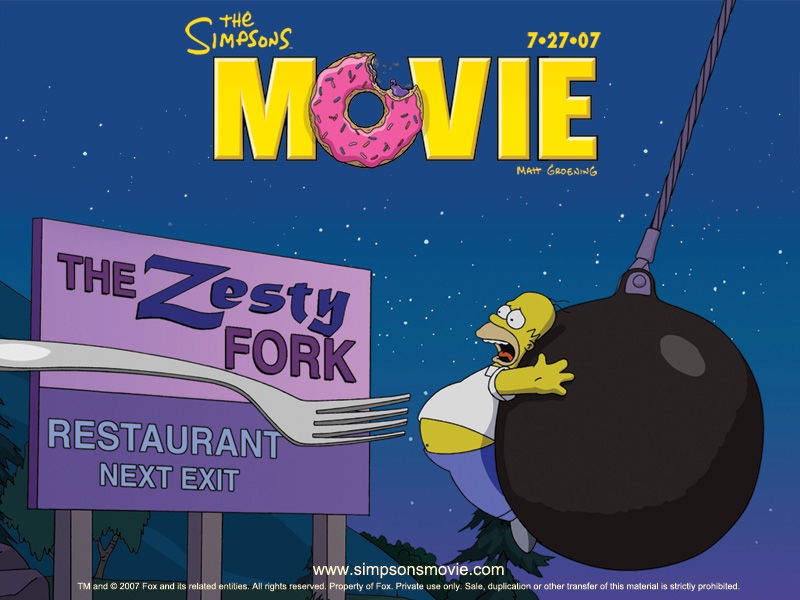 THE
SIMPSONS
7•27•07
MOVIE
MATT GROENING
THE Zesty
FORK
RESTAURANT
NEXT EXIT
www.simpsonsmovie.com
TM and © 2007 Fox and its related entities. All rights reserved. Property of Fox. Private use only. Sale, duplication or other transfer of this material is strictly prohibited.